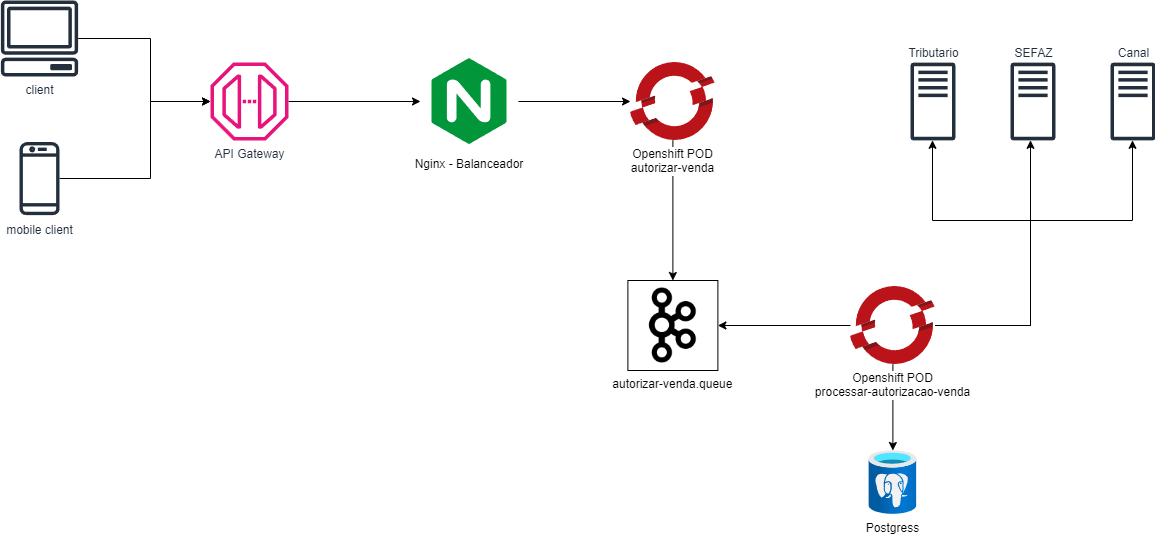 Tributario
SEFAZ
Canal
client
API Gateway
Nginx - Balanceador
Openshift POD
autorizar-venda
mobile client
autorizar-venda.queue
Openshift POD
processar-autorizacao-venda
Postgress